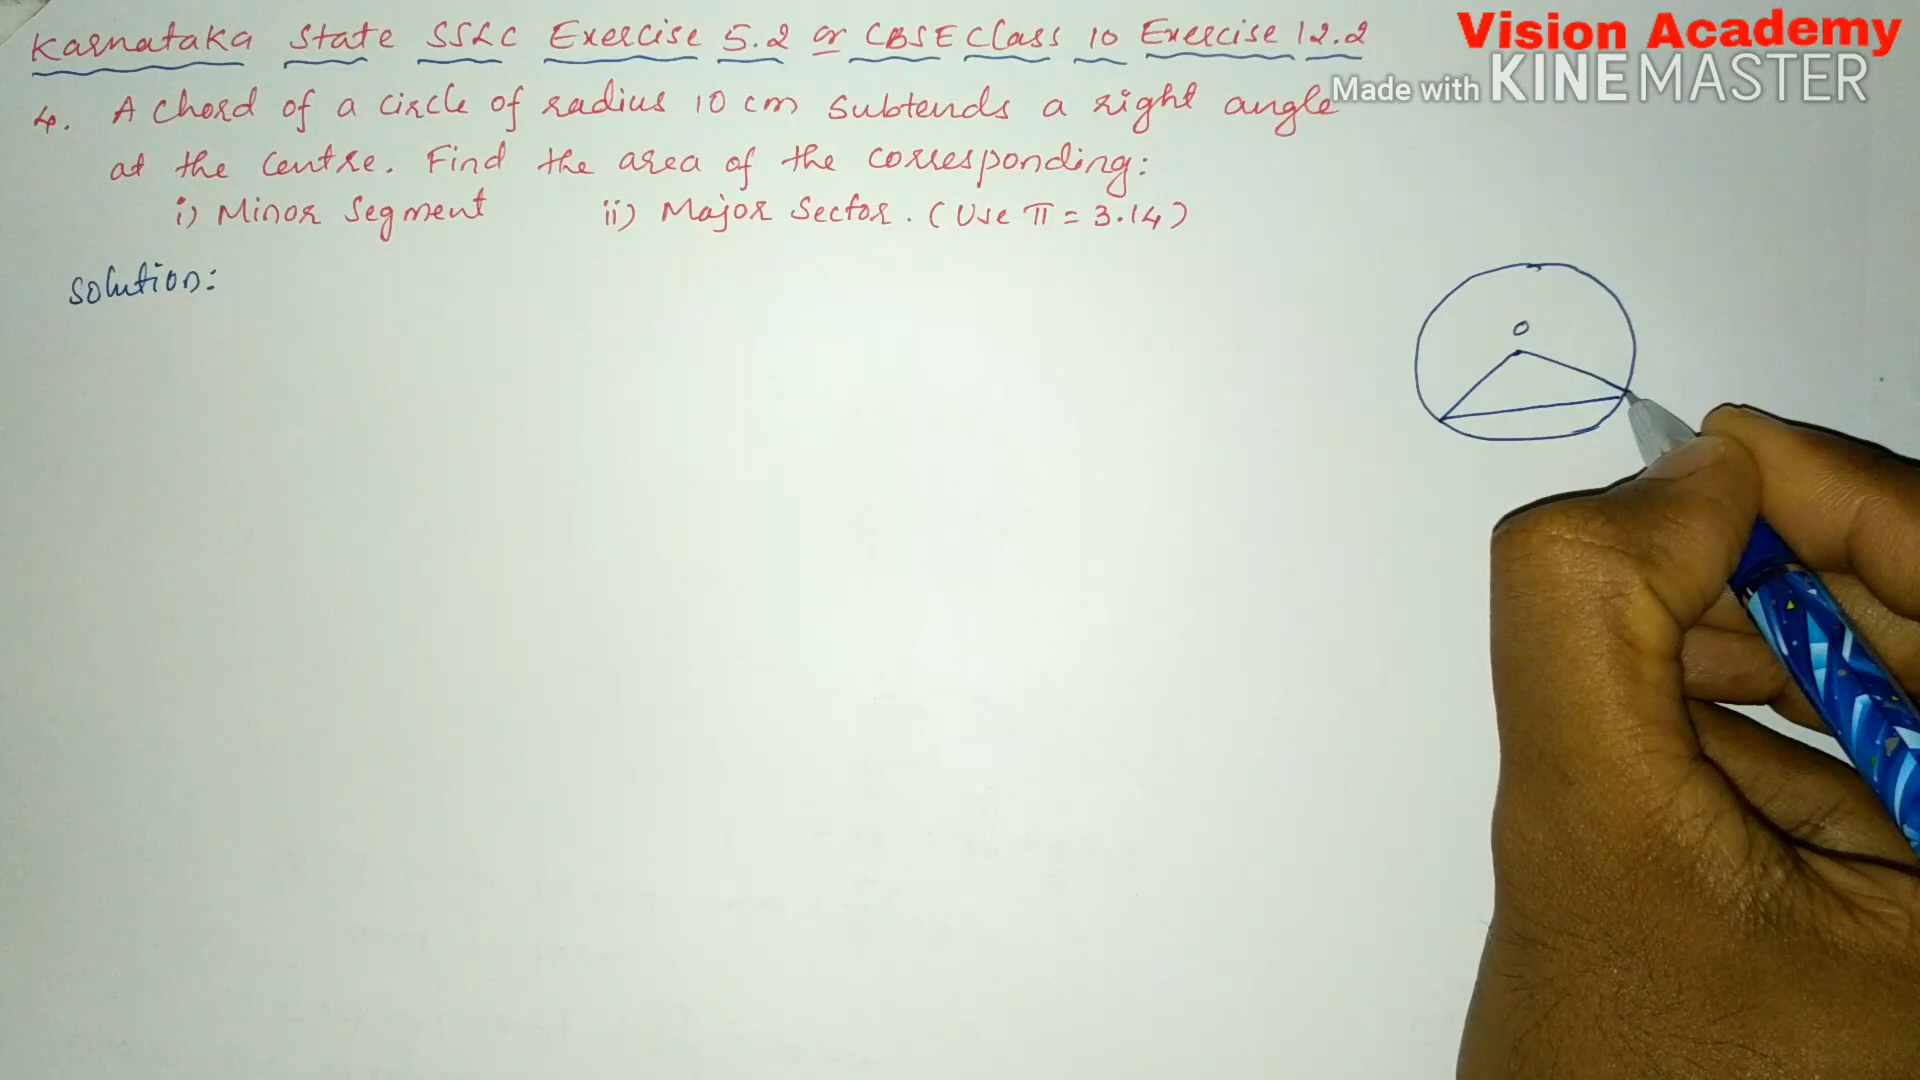 Karnataka State SSLC Exercise 5.2 or CBSE Class 10 Exercise 12.2
Vision Academy
Made with KINEMASTER
4. A chord of a circle of radius 10 cm subtends a right angle
at the centre. Find the area of the corresponding:
i) Minor Segment ii) Major Sector. (Use π = 3.14)
Solution:
O